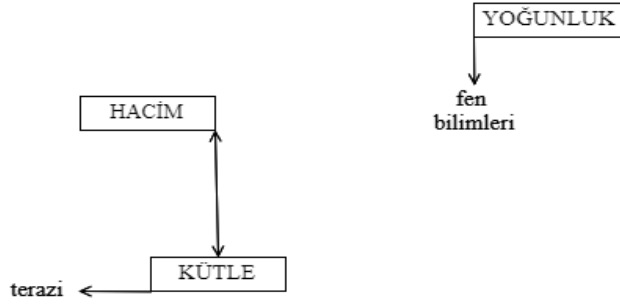 YOĞUNLUK
fen
bilimleri
HACİM
KÜTLE
terazi